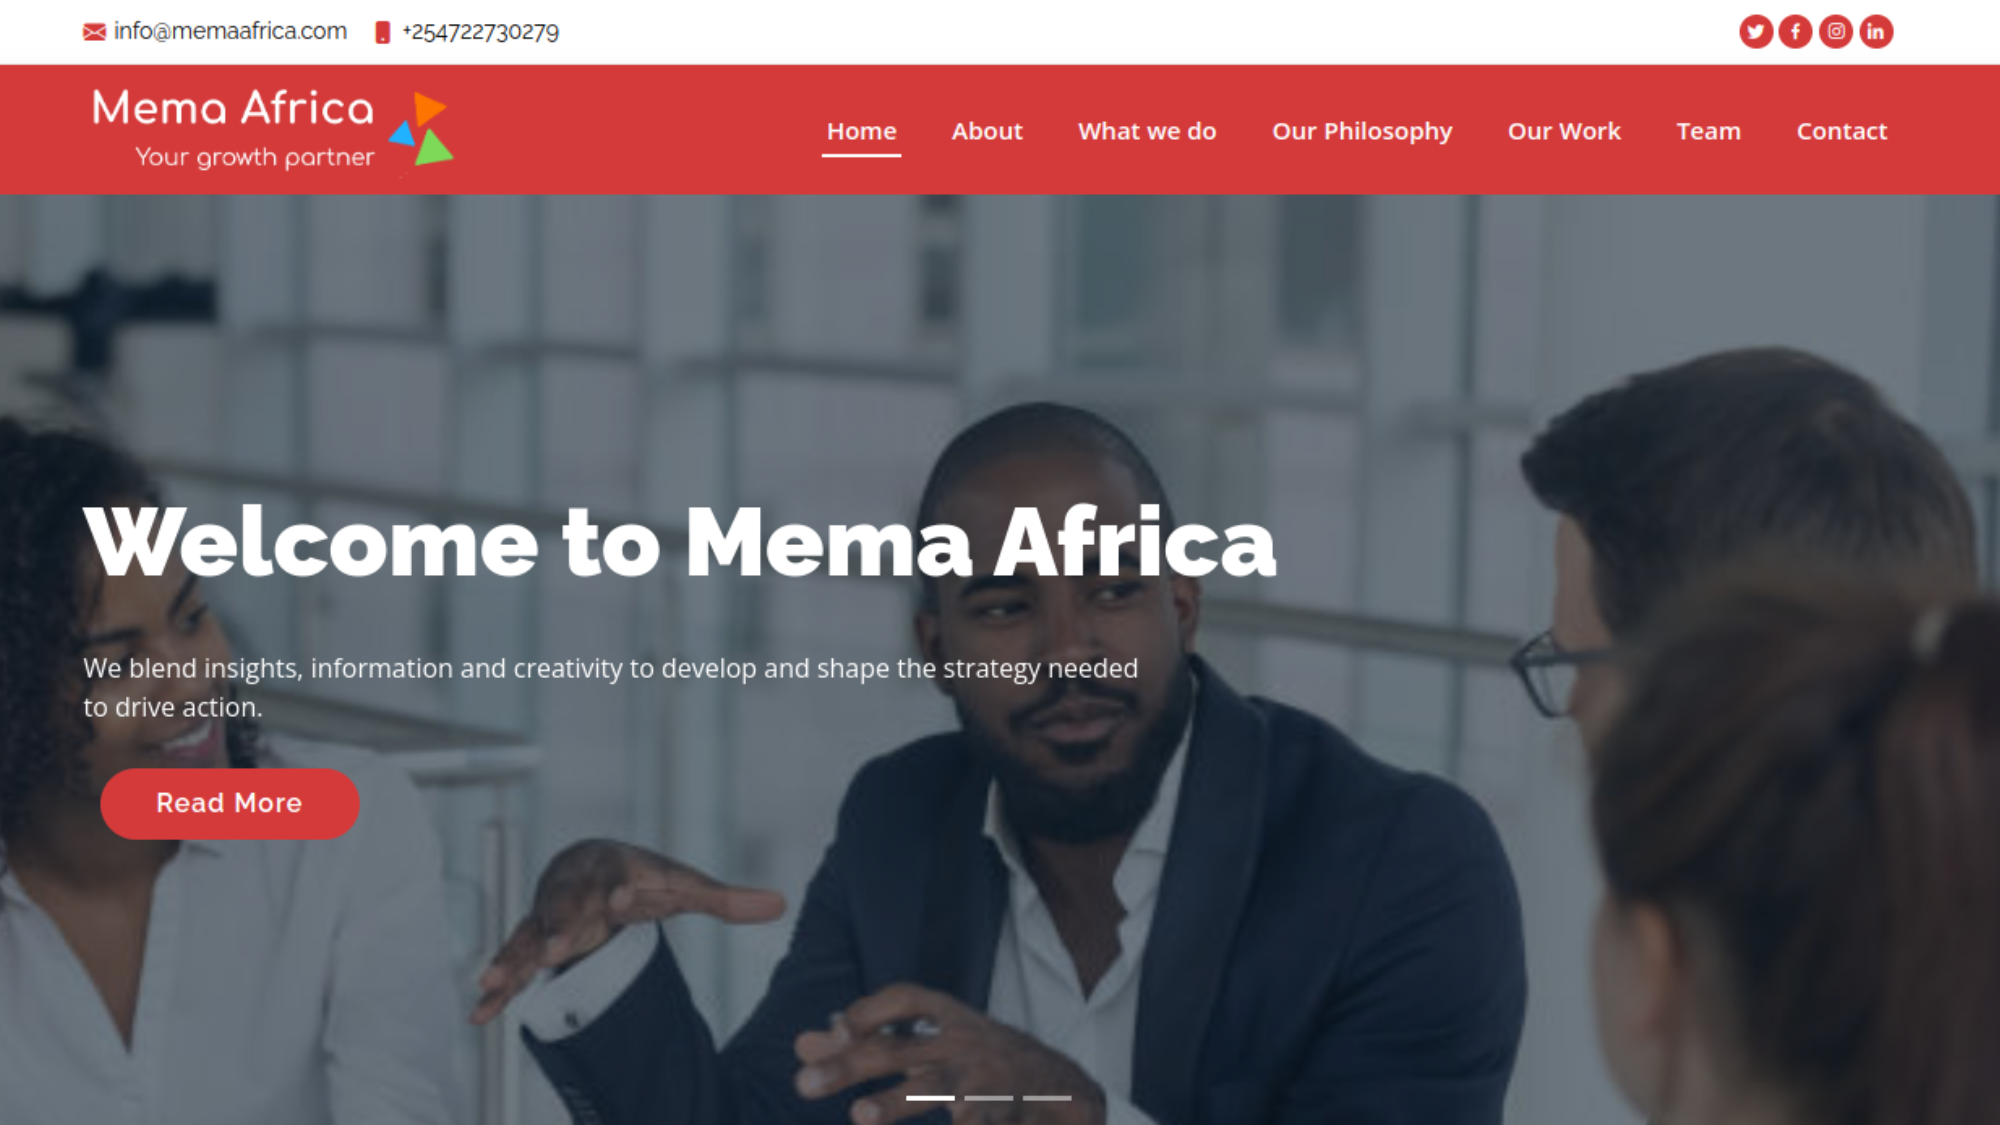 info@memaafrica.com +254722730279
Mema Africa
Your growth partner
Home About What we do Our Philosophy Our Work Team Contact
Welcome to Mema Africa
We blend insights, information and creativity to develop and shape the strategy needed
to drive action.
Read More